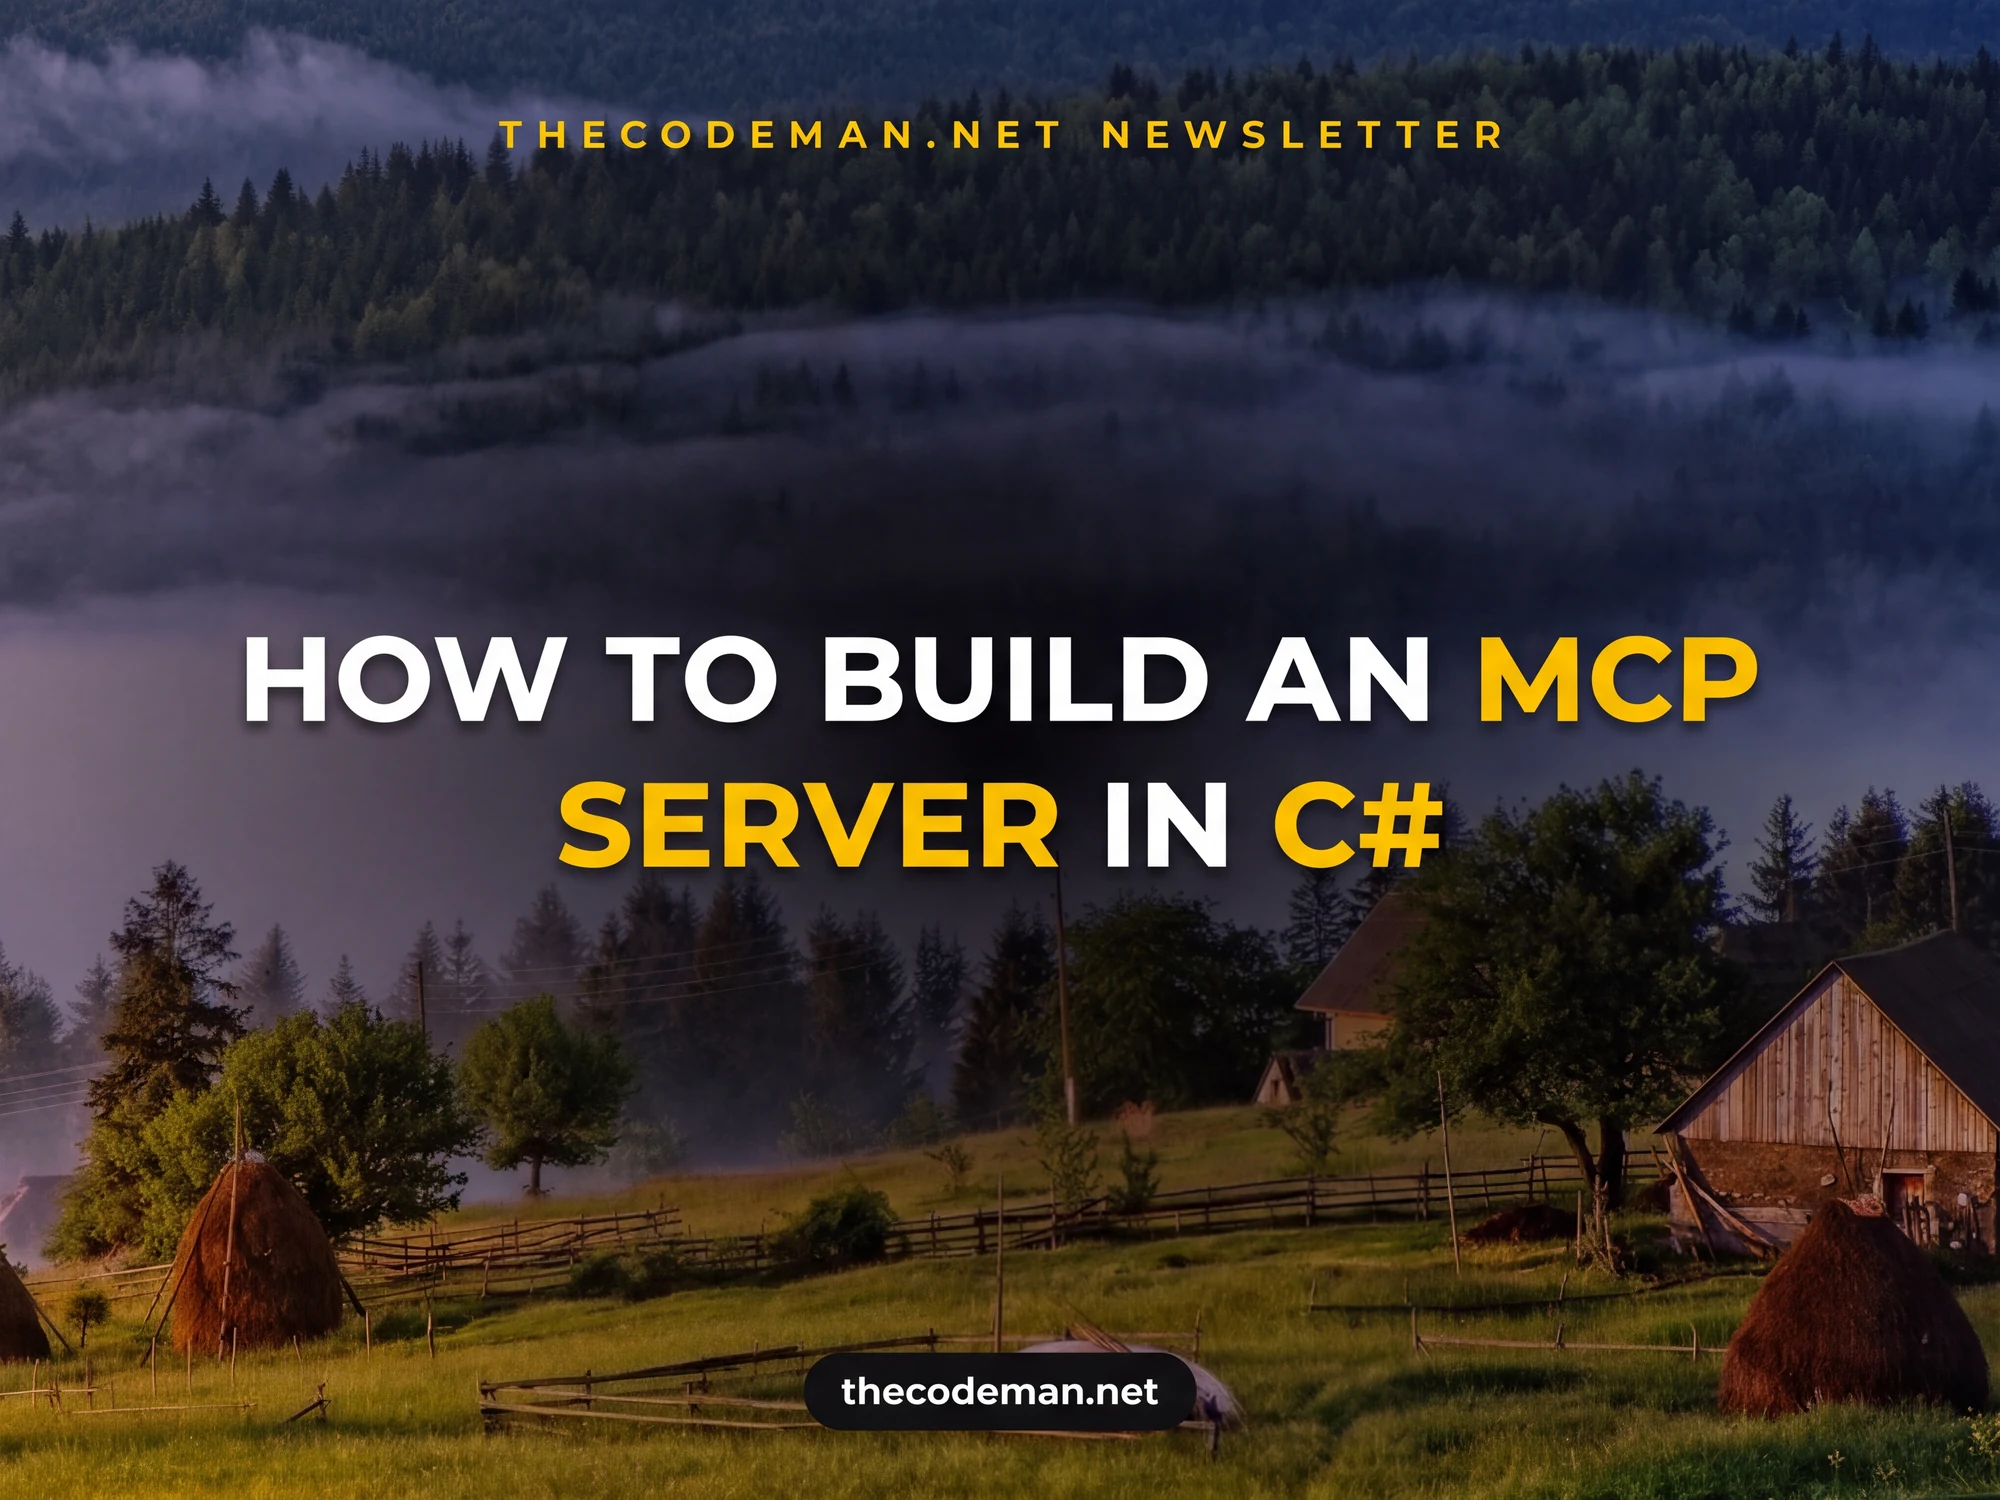 THECODEMAN.NET NEWSLETTER
HOW TO BUILD AN MCP
SERVER IN C#
thecodeman.net